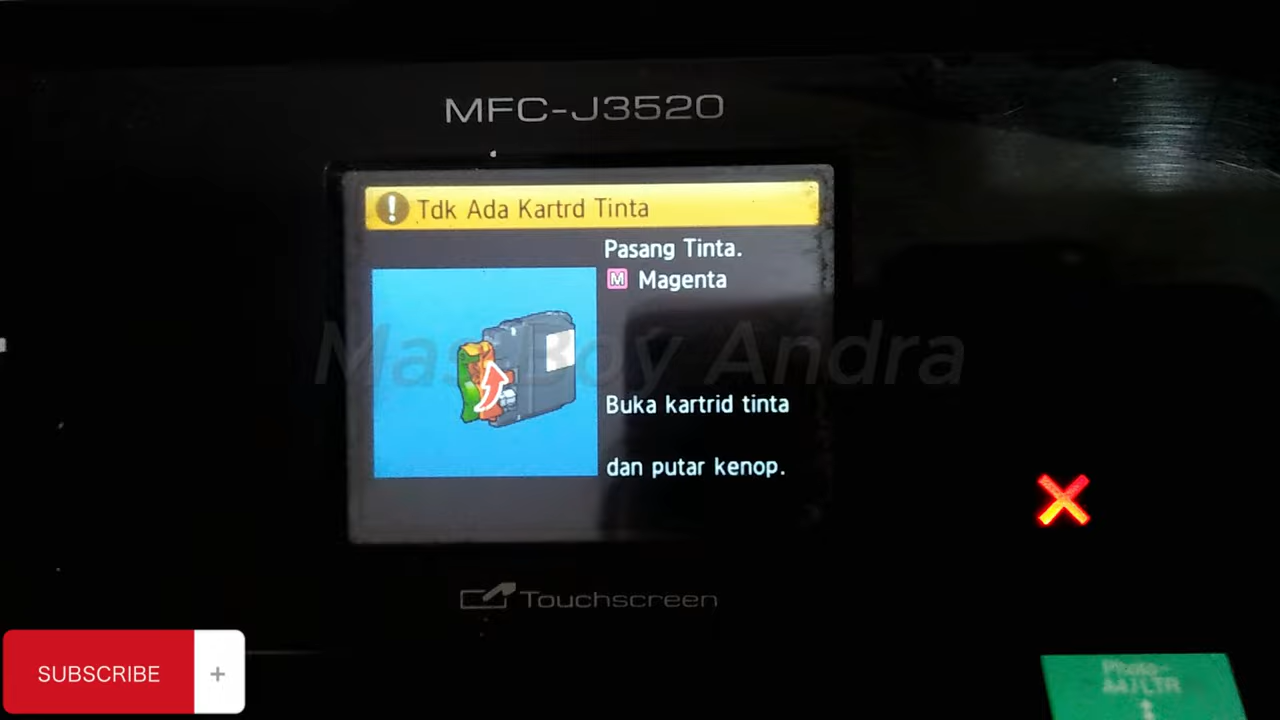 MFC-J3520
! Tdk Ada Kartrd Tinta
Pasang Tinta.
M Magenta
Mas Boy Andra
Buka kartrid tinta
dan putar kenop.
Touchscreen
SUBSCRIBE +
Photo-
A4/LTR